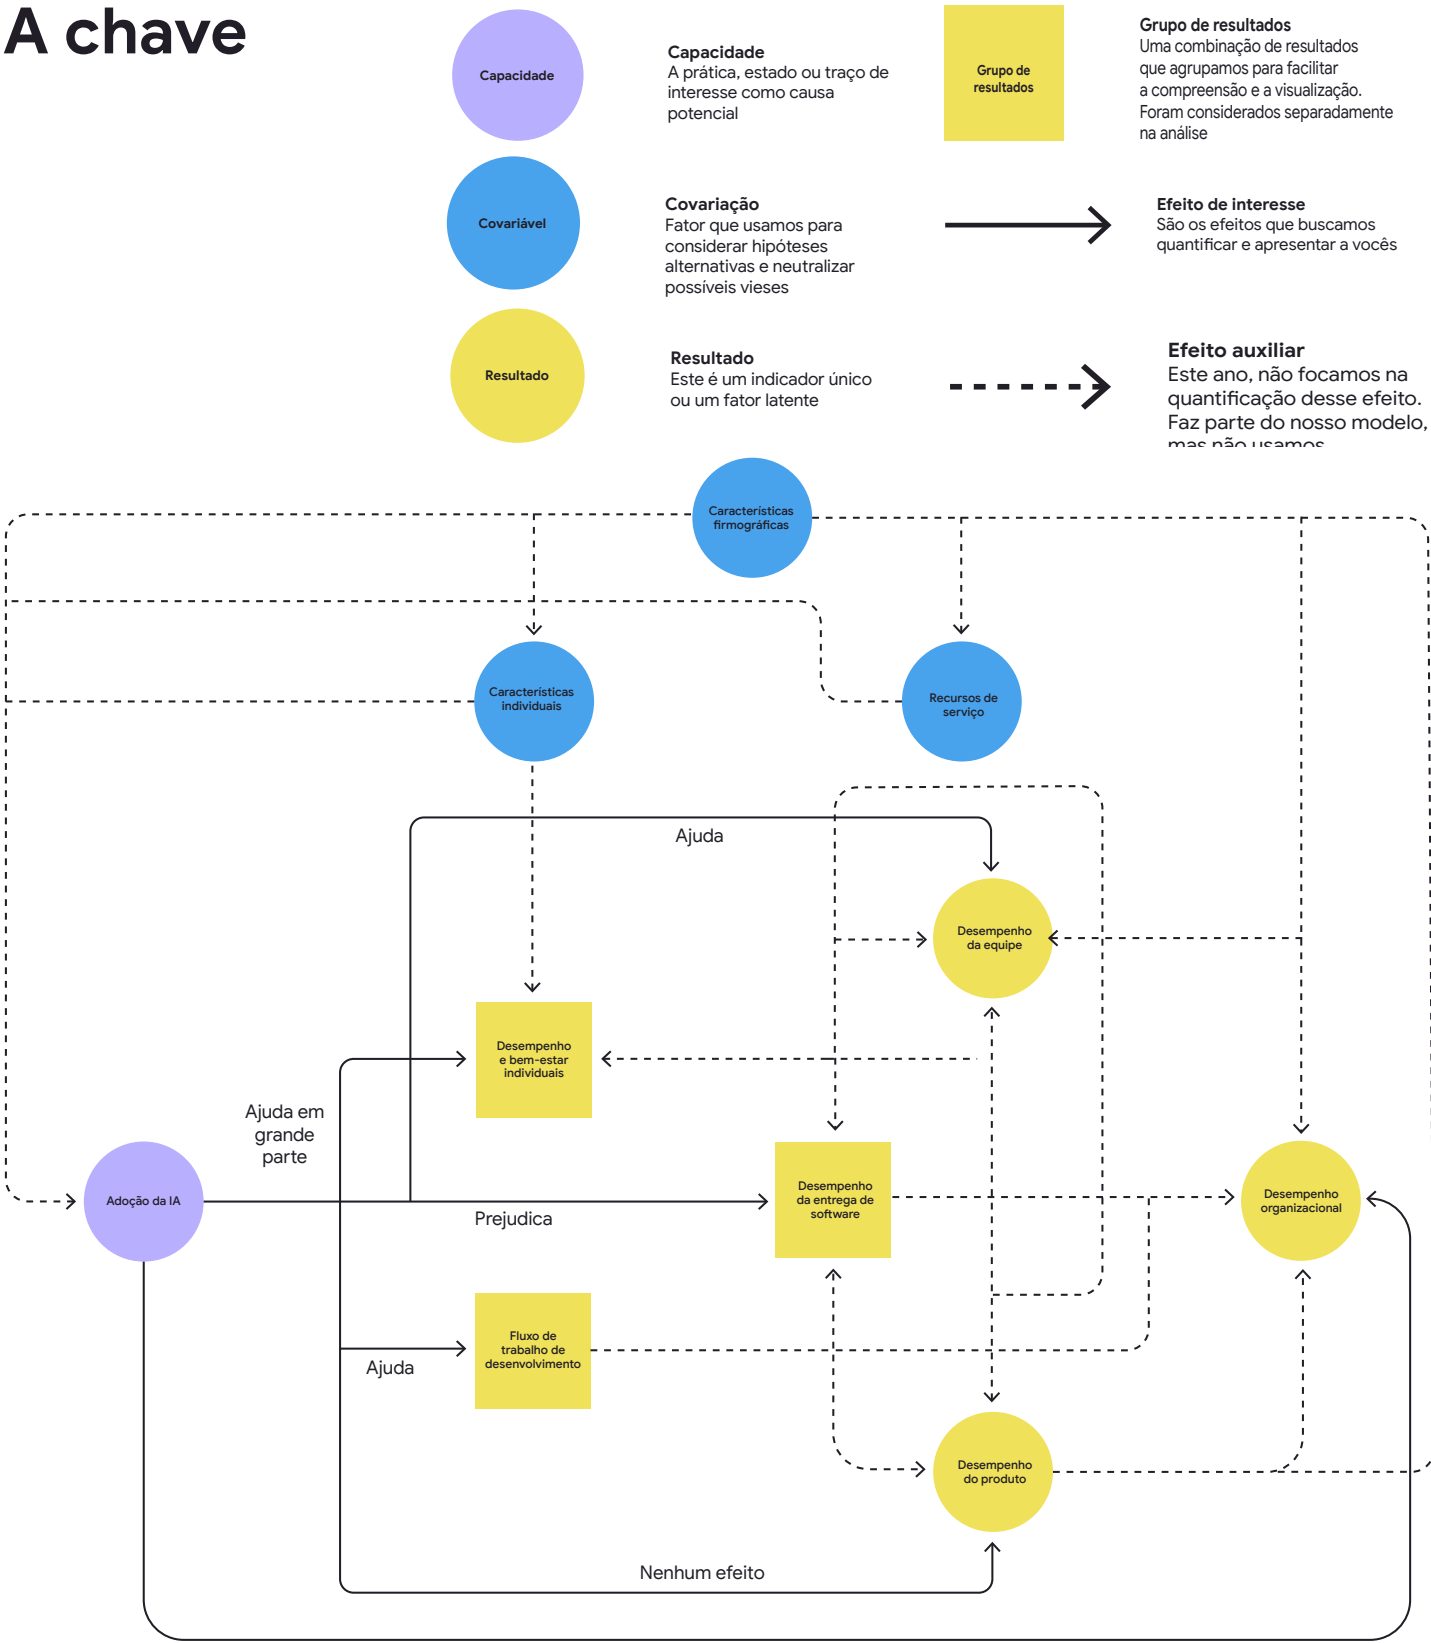 A chave
Capacidade
Capacidade
A prática, estado ou traço de
interesse como causa
potencial
Grupo de
resultados
Grupo de resultados
Uma combinação de resultados
que agrupamos para facilitar
a compreensão e a visualização.
Foram considerados separadamente
na análise
Covariável
Covariação
Fator que usamos para
considerar hipóteses
alternativas e neutralizar
possíveis vieses
Efeito de interesse
São os efeitos que buscamos
quantificar e apresentar a vocês
Resultado
Resultado
Este é um indicador único
ou um fator latente
Efeito auxiliar
Este ano, não focamos na
quantificação desse efeito.
Faz parte do nosso modelo,
mas não usamos
Características
firmográficas
Características
individuais
Recursos de
serviço
Ajuda
Desempenho
da equipe
Desempenho
e bem-estar
individuais
Ajuda em
grande
parte
Adoção da IA
Prejudica
Desempenho
da entrega de
software
Desempenho
organizacional
Fluxo de
trabalho de
desenvolvimento
Ajuda
Desempenho
do produto
Nenhum efeito